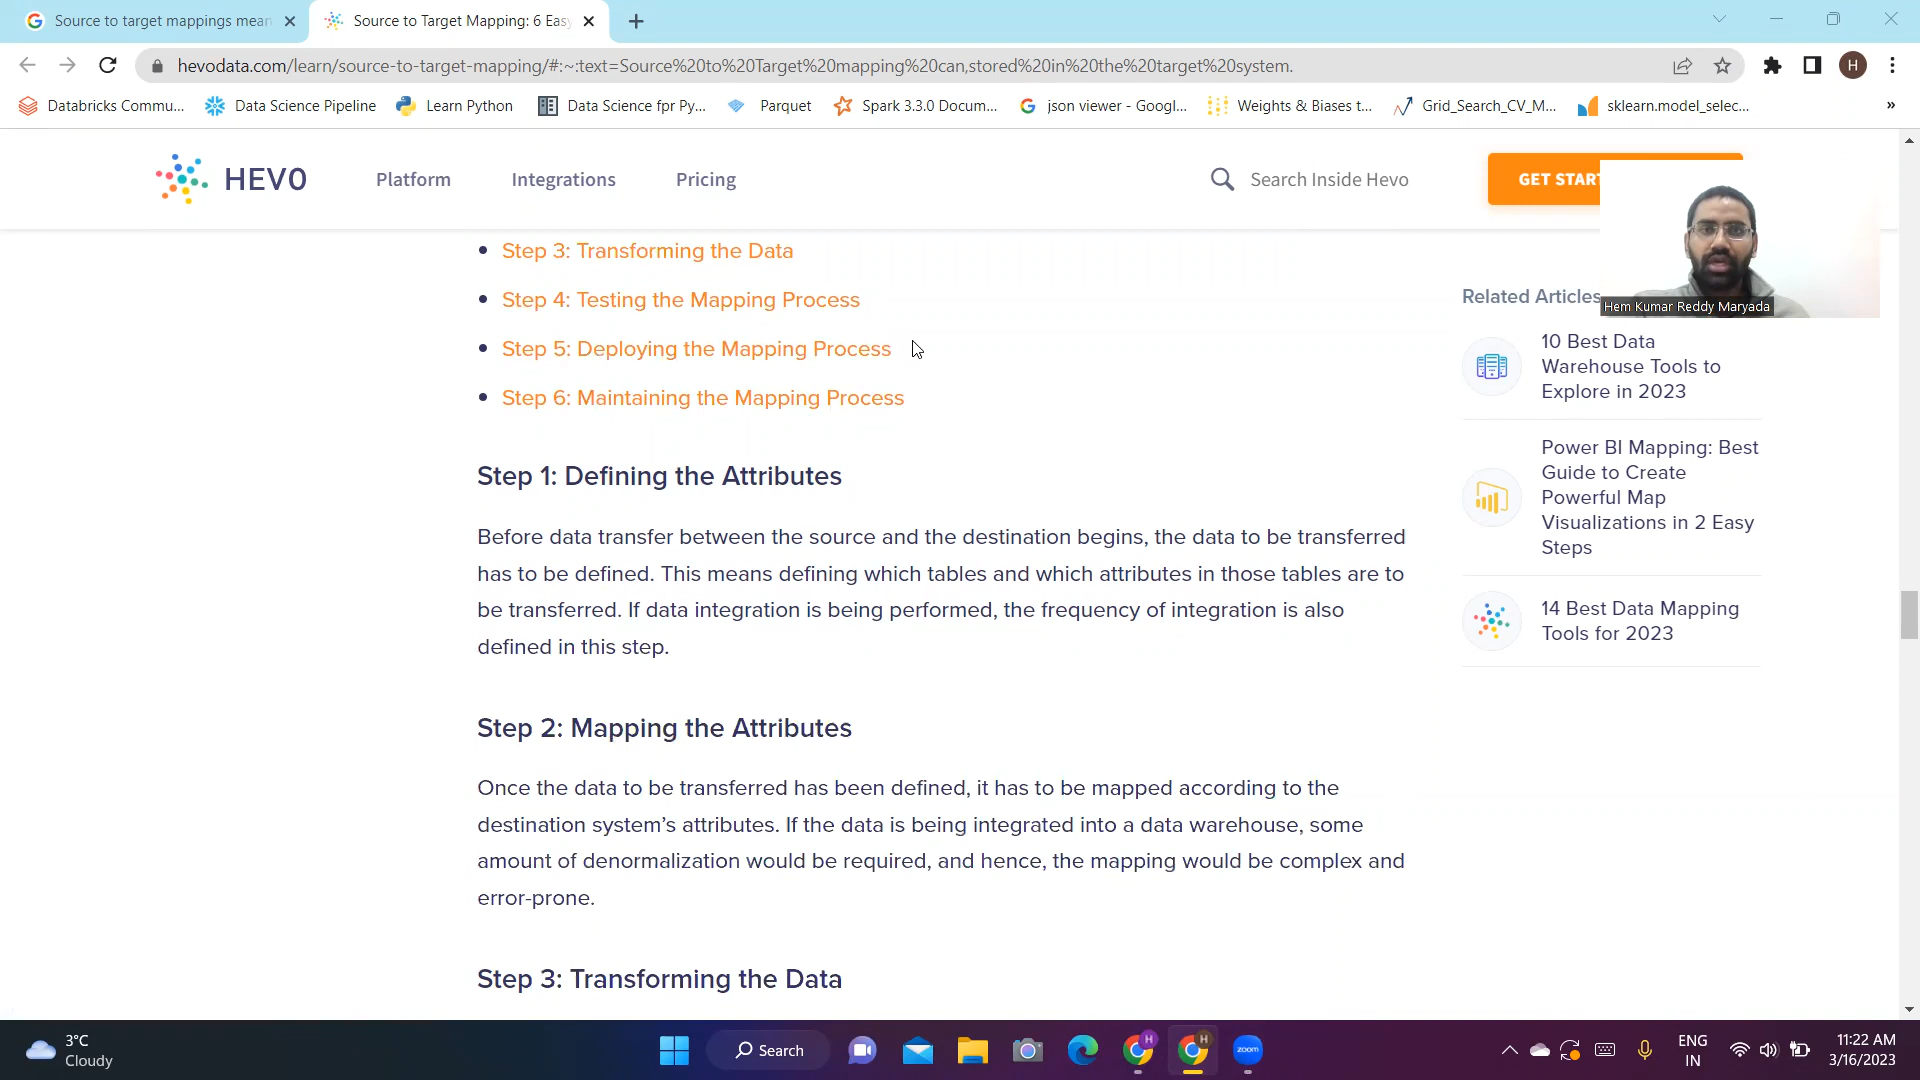 Source to target mappings mean
Source to Target Mapping: 6 Easy
hevodata.com/learn/source-to-target-mapping/#:~:text=Source%20to%20Target%20mapping%20can,stored%20in%20the%20target%20system.
H
Databricks Commu...
Data Science Pipeline
Learn Python
Data Science fpr Py...
Parquet
Spark 3.3.0 Docum...
json viewer - Googl...
Weights & Biases t...
Grid_Search_CV_M...
sklearn.model_selec...
»
HEVO
Platform
Integrations
Pricing
Search Inside Hevo
GET START
Step 3: Transforming the Data
Step 4: Testing the Mapping Process
Step 5: Deploying the Mapping Process
Step 6: Maintaining the Mapping Process
Step 1: Defining the Attributes
Before data transfer between the source and the destination begins, the data to be transferred
has to be defined. This means defining which tables and which attributes in those tables are to
be transferred. If data integration is being performed, the frequency of integration is also
defined in this step.
Step 2: Mapping the Attributes
Once the data to be transferred has been defined, it has to be mapped according to the
destination system’s attributes. If the data is being integrated into a data warehouse, some
amount of denormalization would be required, and hence, the mapping would be complex and
error-prone.
Step 3: Transforming the Data
Related Articles
Hem Kumar Reddy Maryada
10 Best Data
Warehouse Tools to
Explore in 2023
Power BI Mapping: Best
Guide to Create
Powerful Map
Visualizations in 2 Easy
Steps
14 Best Data Mapping
Tools for 2023
3°C
Cloudy
Search
H
H
zoom
ENG
IN
11:22 AM
3/16/2023